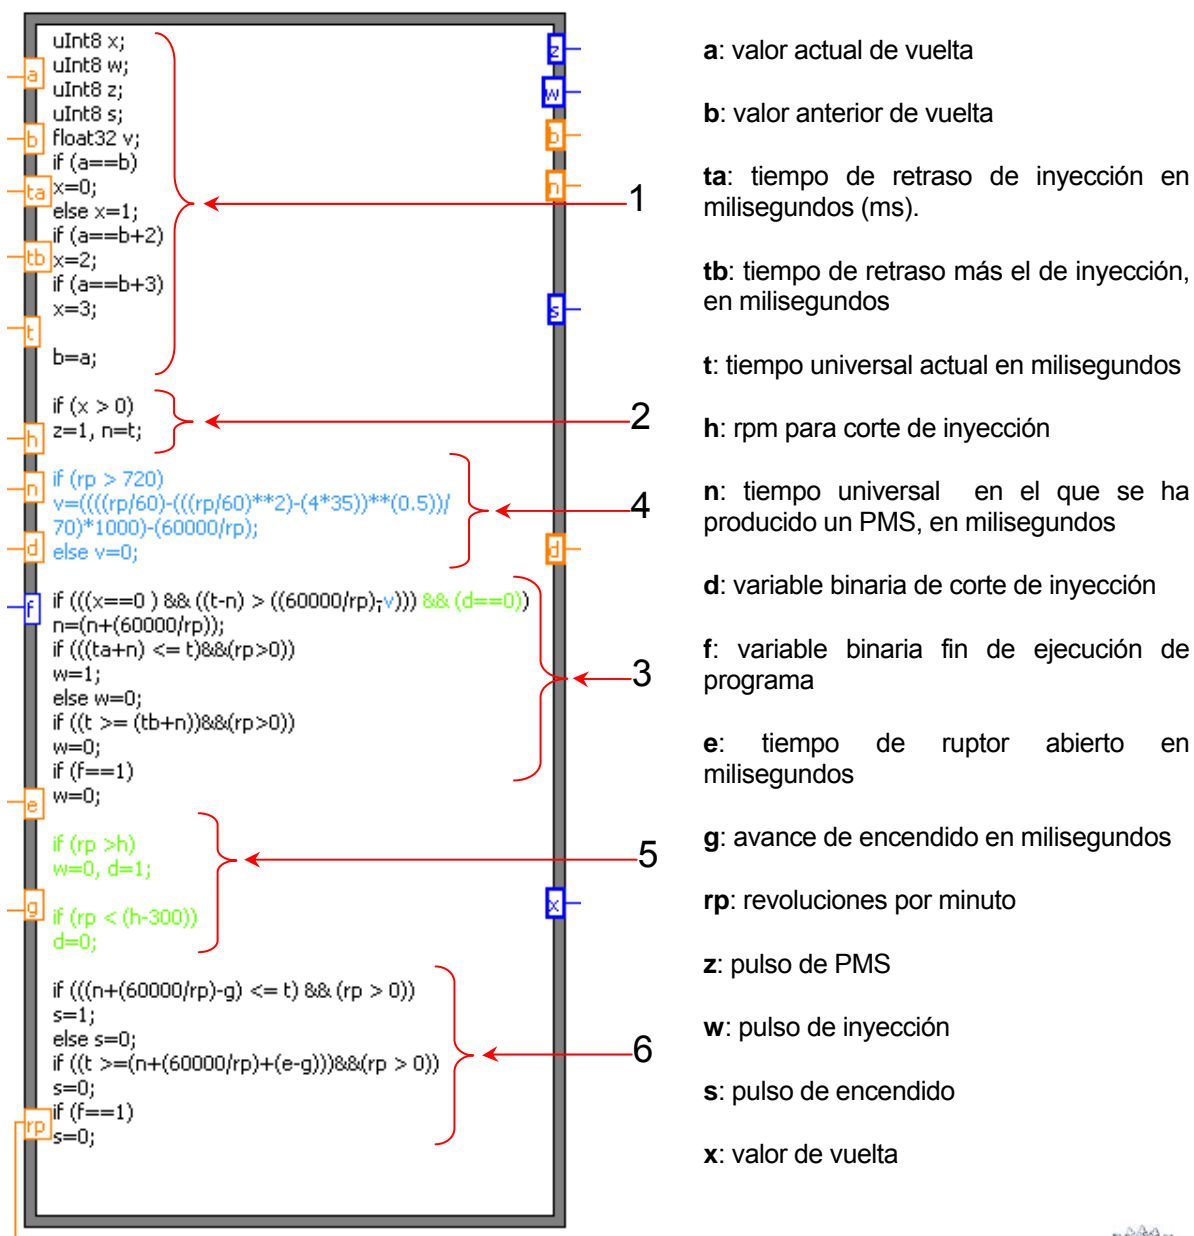 uInt8 x;
uInt8 w;
uInt8 z;
uInt8 s;
float32 v;
if (a==b)
x=0;
else x=1;
if (a==b+2)
x=2;
if (a==b+3)
x=3;
b=a;
if (x > 0)
z=1, n=t;
if (rp > 720)
v=((((rp/60)-(((rp/60)**2)-(4*35))**(0.5))/
70)*1000)-(60000/rp);
else v=0;
if (((x==0 ) && ((t-n) > ((60000/rp)-v))) && (d==0))
n=(n+(60000/rp));
if (((ta+n) <= t)&&(rp>0))
w=1;
else w=0;
if ((t >= (tb+n))&&(rp>0))
w=0;
if (f==1)
w=0;
if (rp >h)
w=0, d=1;
if (rp < (h-300))
d=0;
if (((n+(60000/rp)-g) <= t) && (rp > 0))
s=1;
else s=0;
if ((t >=(n+(60000/rp)+(e-g)))&&(rp > 0))
s=0;
if (f==1)
s=0;
a
b
ta
tb
t
h
n
d
f
e
g
rp
z
w
b
n
s
d
x
1
2
4
3
5
6
a: valor actual de vuelta
b: valor anterior de vuelta
ta: tiempo de retraso de inyección en
milisegundos (ms).
tb: tiempo de retraso más el de inyección,
en milisegundos
t: tiempo universal actual en milisegundos
h: rpm para corte de inyección
n: tiempo universal en el que se ha
producido un PMS, en milisegundos
d: variable binaria de corte de inyección
f: variable binaria fin de ejecución de
programa
e: tiempo de ruptor abierto en
milisegundos
g: avance de encendido en milisegundos
rp: revoluciones por minuto
z: pulso de PMS
w: pulso de inyección
s: pulso de encendido
x: valor de vuelta